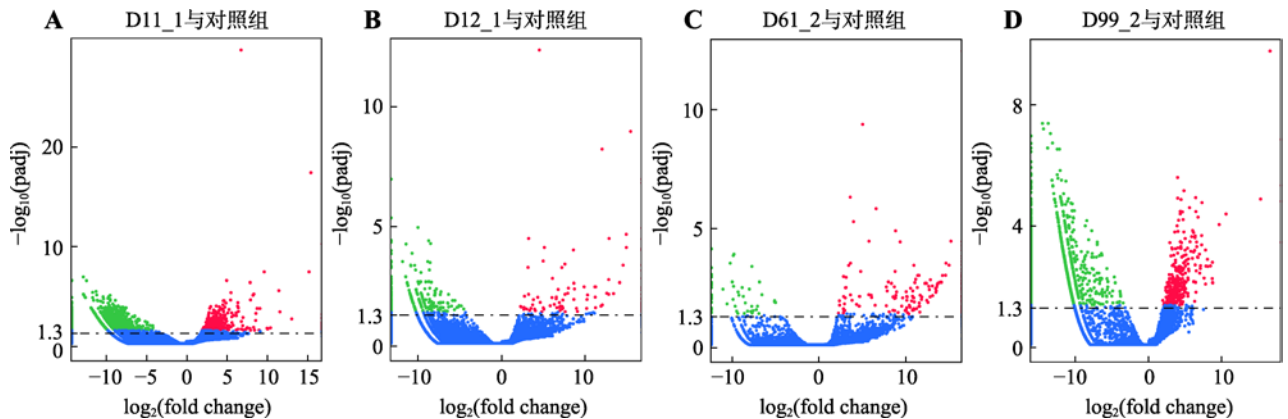 A D11_1与对照组
−log₁₀(padj)
20
10
1.3
0
−10 −5 0 5 10 15
log₂(fold change)
B D12_1与对照组
−log₁₀(padj)
10
5
1.3
0
−10 0 10
log₂(fold change)
C D61_2与对照组
−log₁₀(padj)
10
5
1.3
0
−10 0 10
log₂(fold change)
D D99_2与对照组
−log₁₀(padj)
8
4
1.3
0
−10 0 10
log₂(fold change)